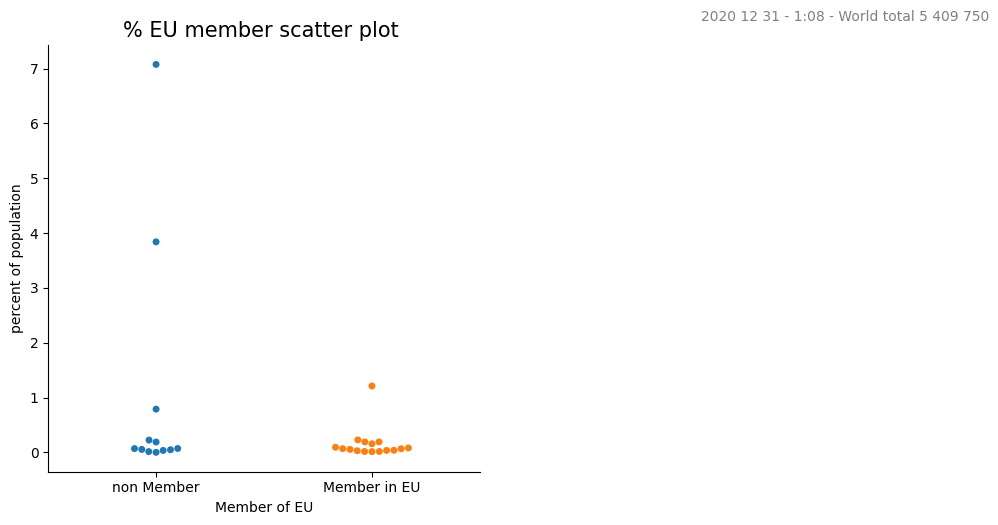 2020 12 31 - 1:08 - World total 5 409 750
% EU member scatter plot
percent of population
7
6
5
4
3
2
1
0
non Member
Member in EU
Member of EU